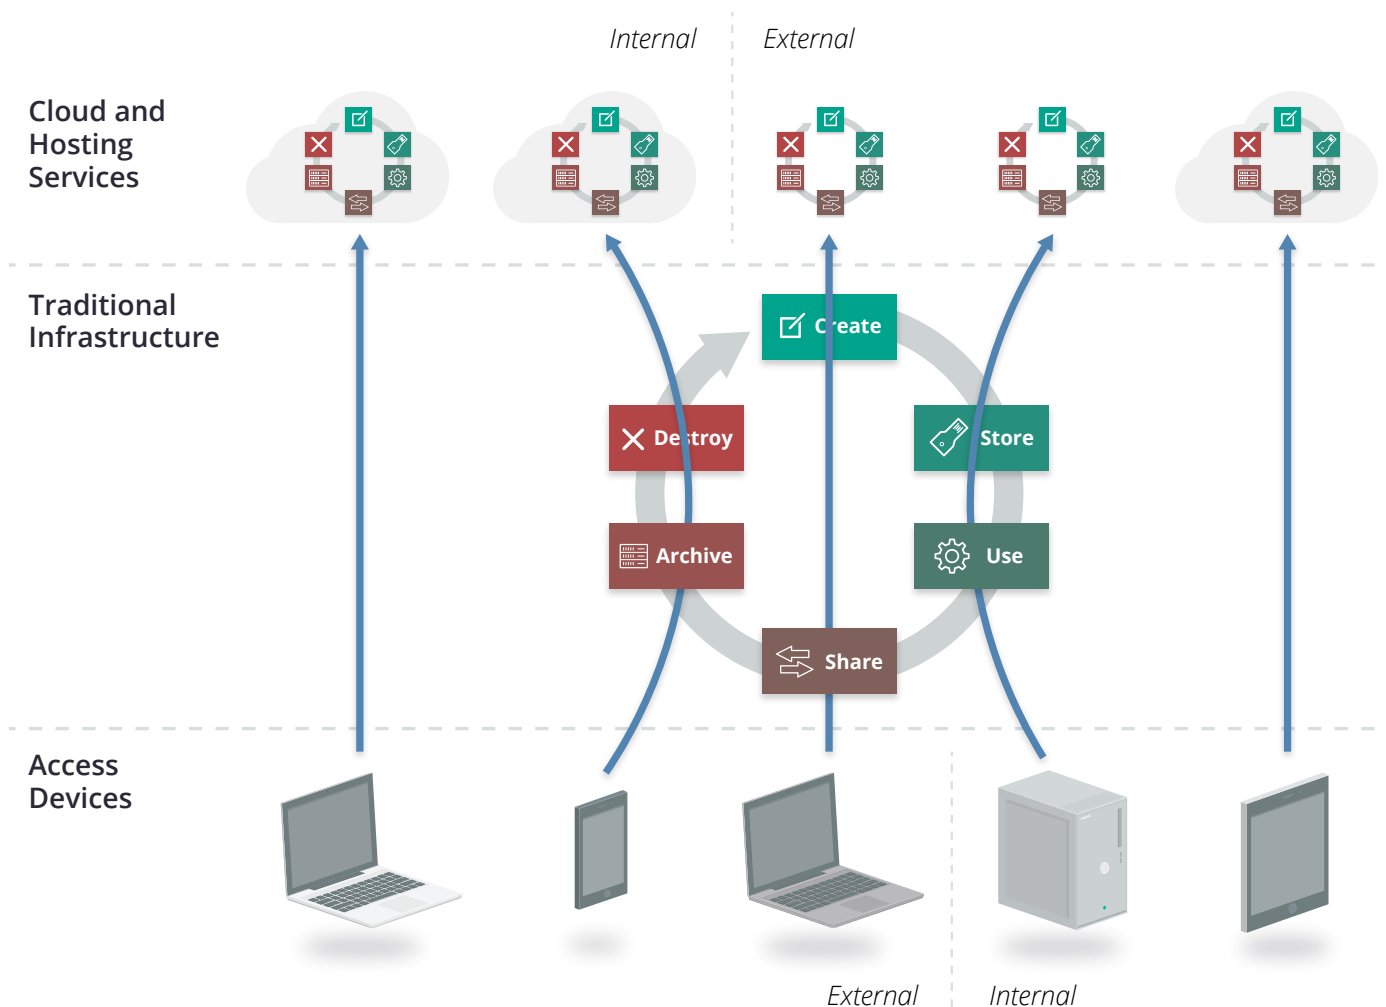 Internal
External
Cloud and
Hosting
Services
Traditional
Infrastructure
Create
Destroy
Store
Archive
Use
Share
Access
Devices
External
Internal